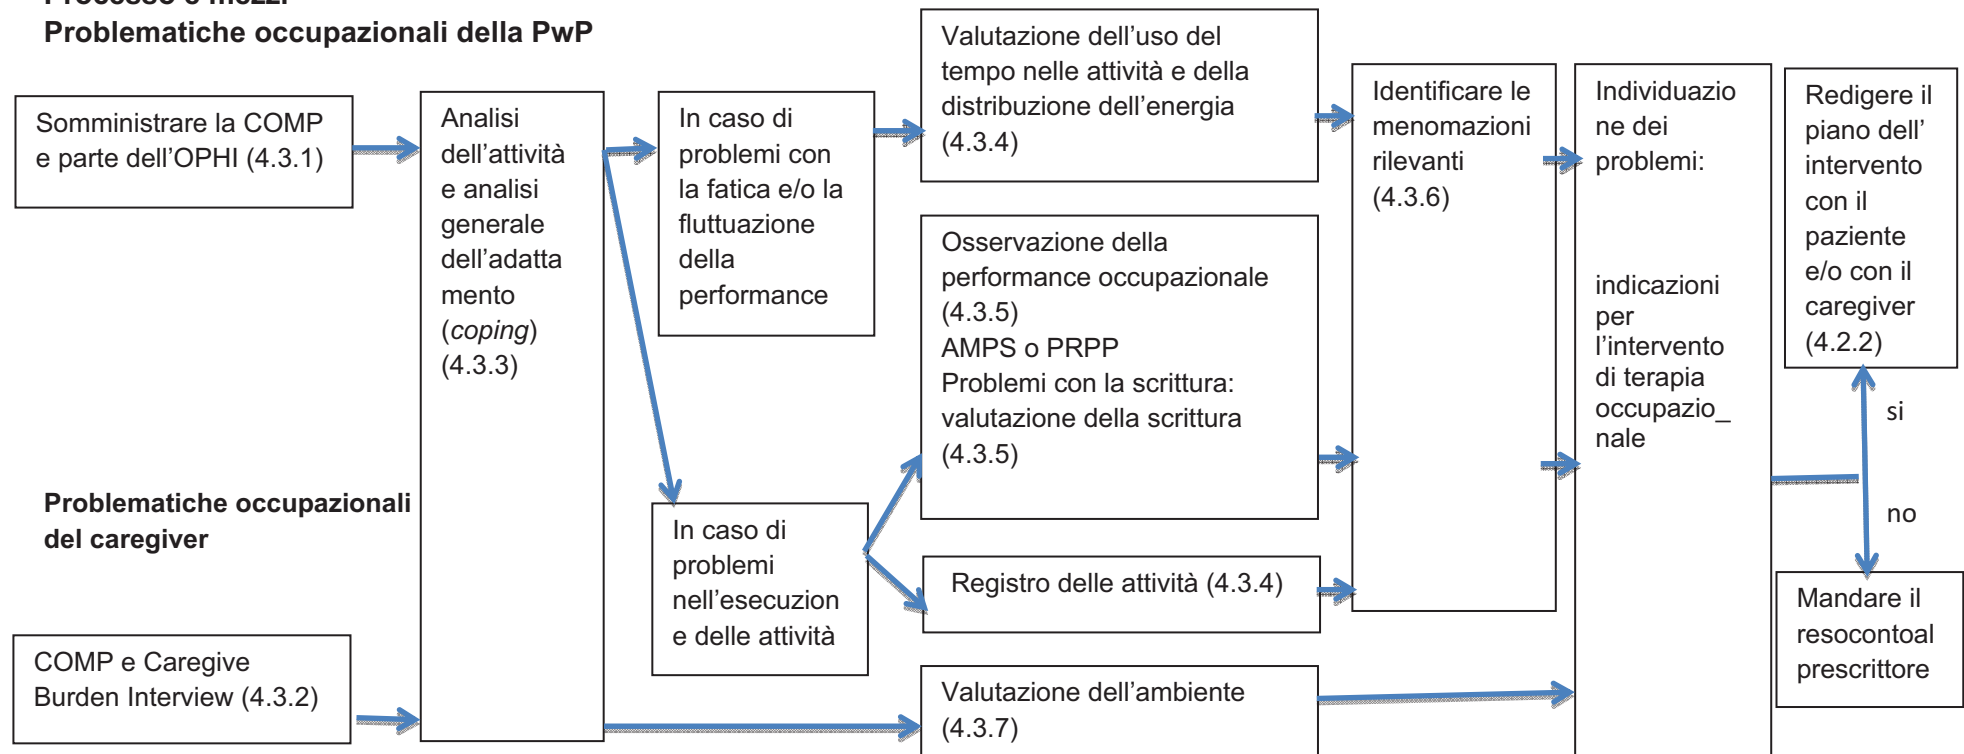 Processo e mezzi
Problematiche occupazionali della PwP
Somministrare la COMP
e parte dell'OPHI (4.3.1)
Analisi
dell'attività
e analisi
generale
dell'adatta
mento
(coping)
(4.3.3)
In caso di
problemi con
la fatica e/o la
fluttuazione
della
performance
Valutazione dell'uso del
tempo nelle attività e della
distribuzione dell'energia
(4.3.4)
Osservazione della
performance occupazionale
(4.3.5)
AMPS o PRPP
Problemi con la scrittura:
valutazione della scrittura
(4.3.5)
Identificare le
menomazioni
rilevanti
(4.3.6)
Individuazio
ne dei
problemi:
indicazioni
per
l'intervento
di terapia
occupazio_
nale
Redigere il
piano dell'
intervento
con il
paziente
e/o con il
caregiver
(4.2.2)
si
no
Problematiche occupazionali
del caregiver
COMP e Caregive
Burden Interview (4.3.2)
In caso di
problemi
nell'esecuzion
e delle attività
Registro delle attività (4.3.4)
Valutazione dell'ambiente
(4.3.7)
Mandare il
resocontoal
prescrittore